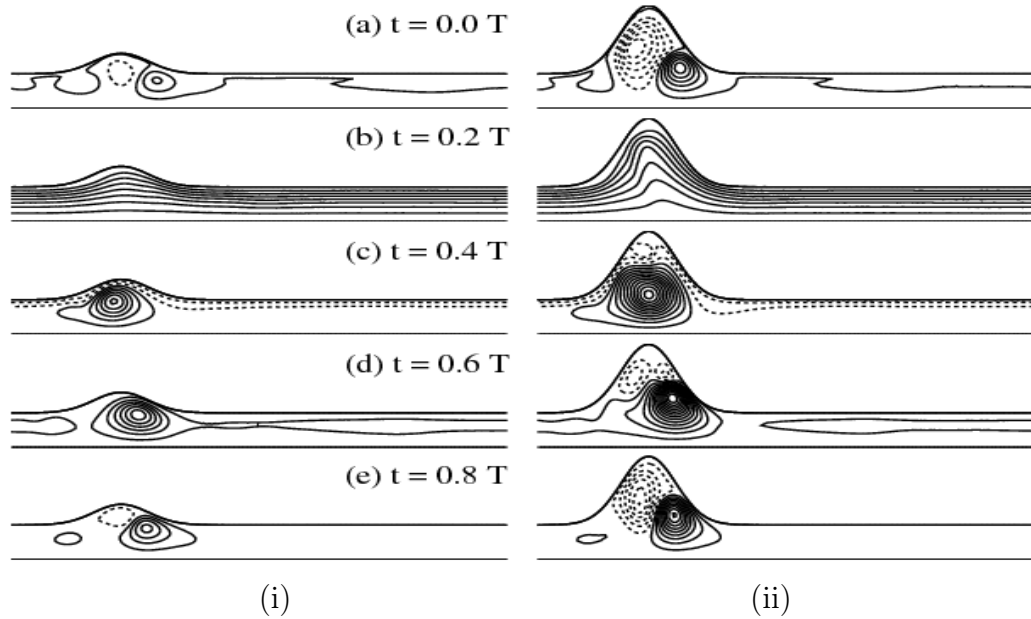 (a) t = 0.0 T
(b) t = 0.2 T
(c) t = 0.4 T
(d) t = 0.6 T
(e) t = 0.8 T
(i) (ii)